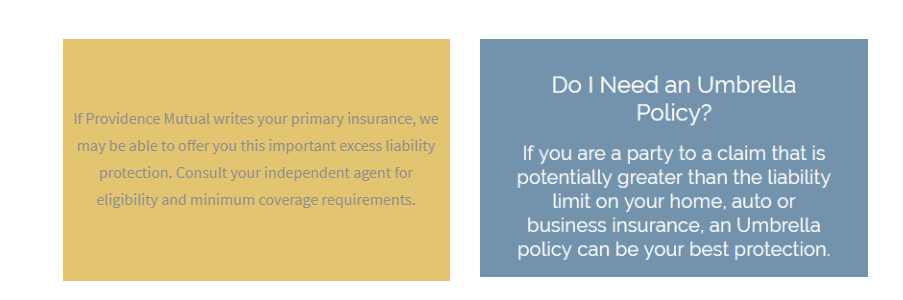 If Providence Mutual writes your primary insurance, we
may be able to offer you this important excess liability
protection. Consult your independent agent for
eligibility and minimum coverage requirements.
Do I Need an Umbrella
Policy?
If you are a party to a claim that is
potentially greater than the liability
limit on your home, auto or
business insurance, an Umbrella
policy can be your best protection.